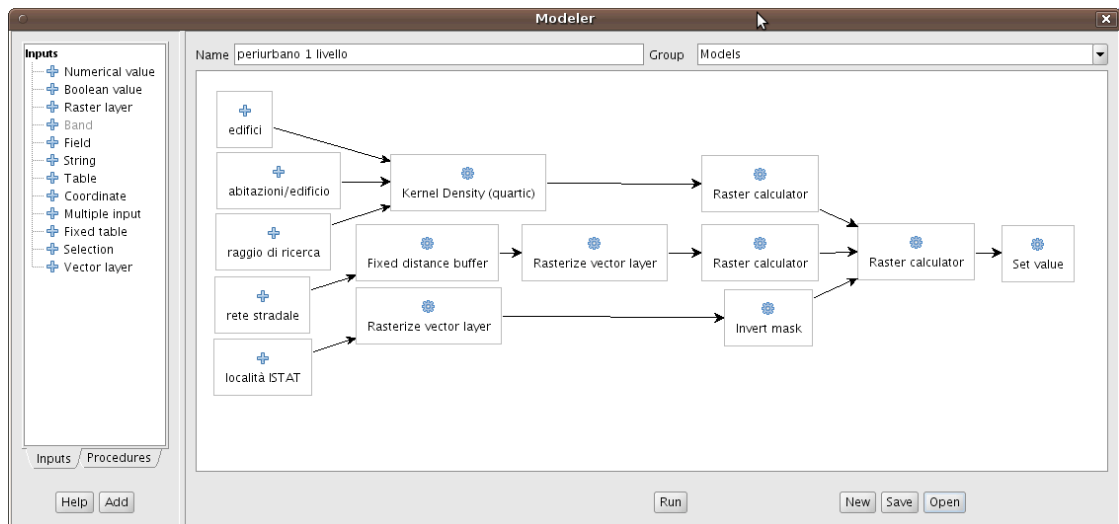 Modeler
Inputs
Numerical value
Boolean value
Raster layer
Band
Field
String
Table
Coordinate
Multiple input
Fixed table
Selection
Vector layer
Inputs Procedures
Help Add
Name periurbano 1 livello Group Models
edifici
abitazioni/edificio
raggio di ricerca
rete stradale
località ISTAT
Kernel Density (quartic)
Fixed distance buffer
Rasterize vector layer
Rasterize vector layer
Raster calculator
Raster calculator
Invert mask
Raster calculator
Set value
Run New Save Open